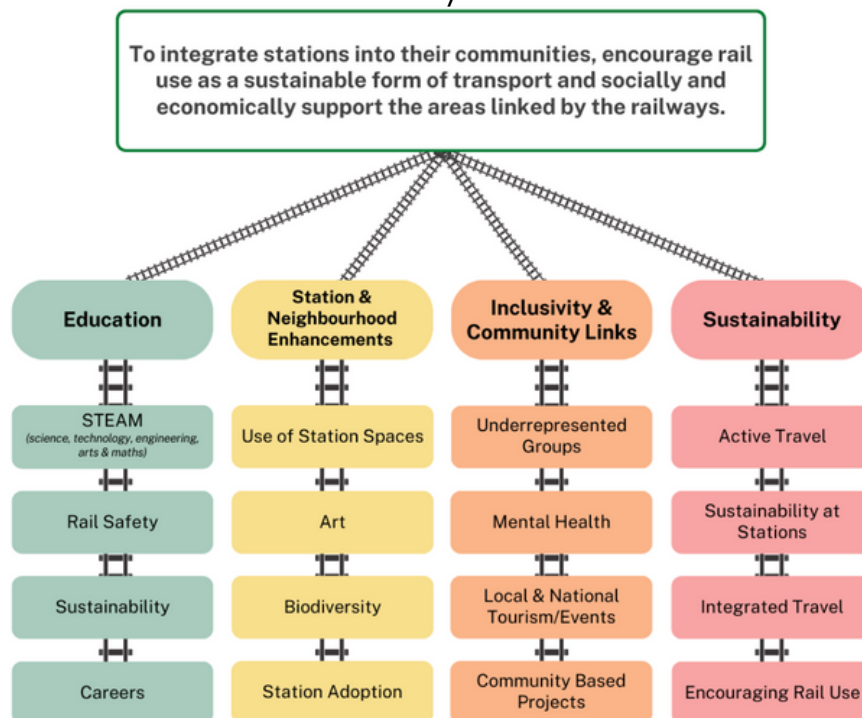 To integrate stations into their communities, encourage rail
use as a sustainable form of transport and socially and
economically support the areas linked by the railways.
Education
STEAM
(science, technology, engineering,
arts & maths)
Rail Safety
Sustainability
Careers
Station &
Neighbourhood
Enhancements
Use of Station Spaces
Art
Biodiversity
Station Adoption
Inclusivity &
Community Links
Underrepresented
Groups
Mental Health
Local & National
Tourism/Events
Community Based
Projects
Sustainability
Active Travel
Sustainability at
Stations
Integrated Travel
Encouraging Rail Use